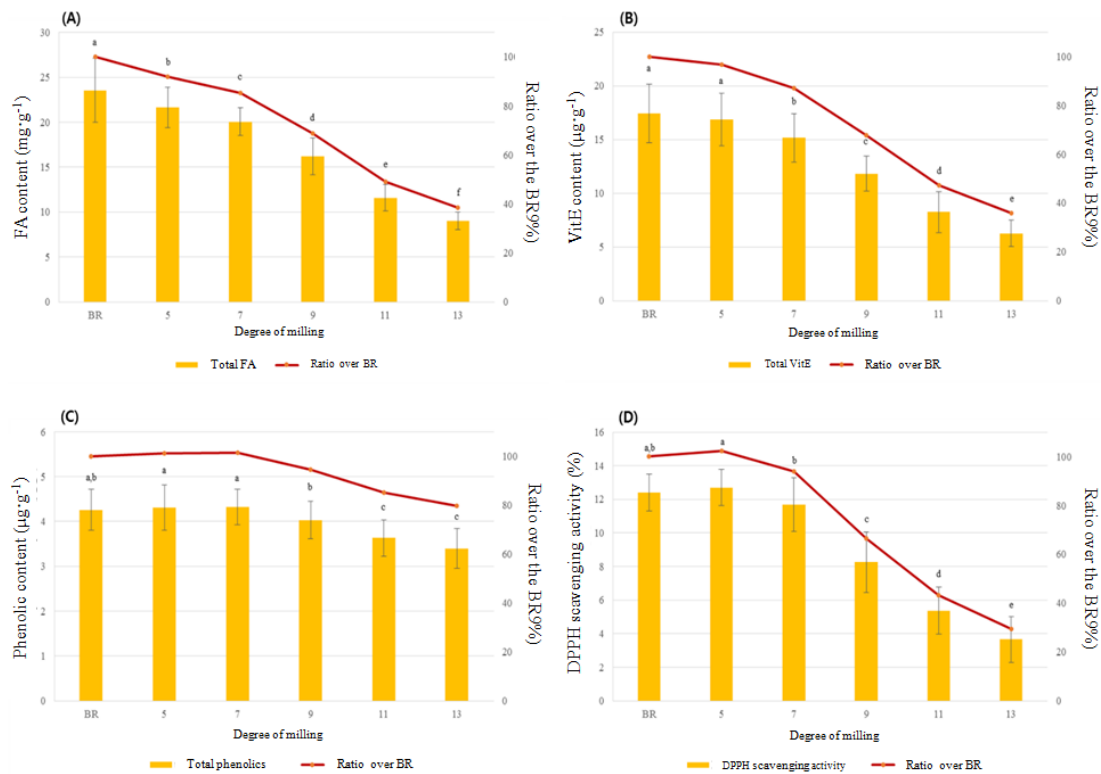 (A)
FA content (mg·g-1)
30
25
20
15
10
5
0
a
b
c
d
e
f
100
80
60
40
20
0
Ratio over the BR9%)
BR 5 7 9 11 13
Degree of milling
Total FA Ratio over BR
(B)
VitE content (µg·g-1)
25
20
15
10
5
0
a
a
b
c
d
e
100
80
60
40
20
0
Ratio over the BR9%)
BR 5 7 9 11 13
Degree of milling
Total VitE Ratio over BR
(C)
Phenolic content (µg·g-1)
6
5
4
3
2
1
0
a,b
a
a
b
c
c
100
80
60
40
20
0
Ratio over the BR9%)
BR 5 7 9 11 13
Degree of milling
Total phenolics Ratio over BR
(D)
DPPH scavenging activity (%)
16
14
12
10
8
6
4
2
0
a,b
a
b
c
d
e
100
80
60
40
20
0
Ratio over the BR9%)
BR 5 7 9 11 13
Degree of milling
DPPH scavenging activity Ratio over BR